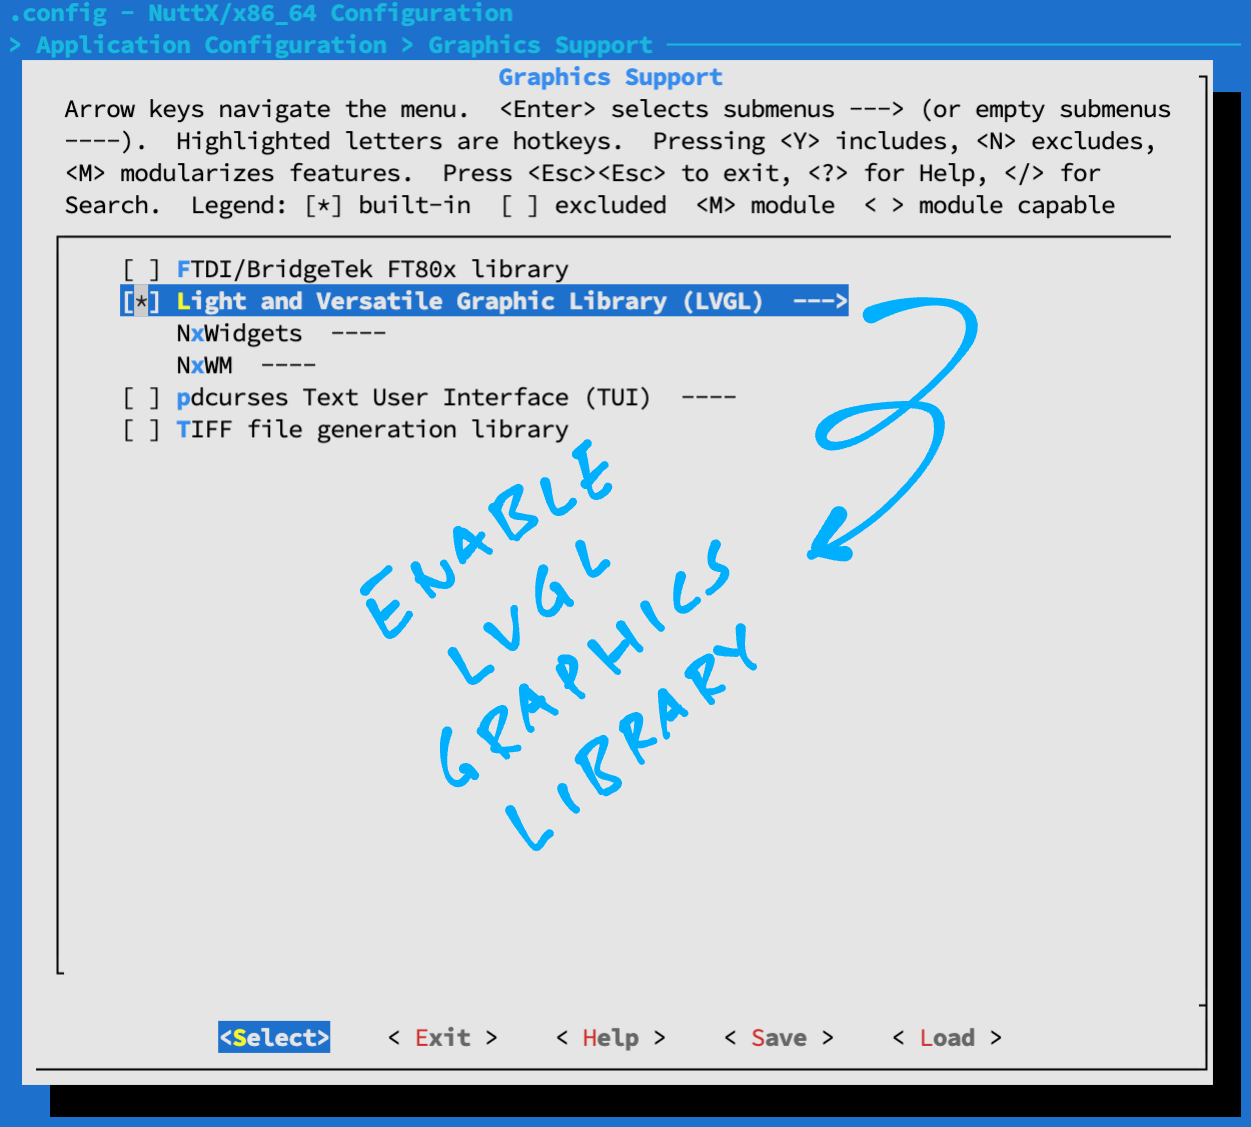 .config - NuttX/x86_64 Configuration
> Application Configuration > Graphics Support
Graphics Support
Arrow keys navigate the menu.  <Enter> selects submenus ---> (or empty submenus
----).  Highlighted letters are hotkeys.  Pressing <Y> includes, <N> excludes,
<M> modularizes features.  Press <Esc><Esc> to exit, <?> for Help, </> for
Search.  Legend: [*] built-in  [ ] excluded  <M> module  < > module capable
[ ] FTDI/BridgeTek FT80x library
[*] Light and Versatile Graphic Library (LVGL)  --->
NxWidgets  ----
NxWM  ----
[ ] pdcurses Text User Interface (TUI)  ----
[ ] TIFF file generation library
ENABLE
LVGL
GRAPHICS
LIBRARY
<Select>    < Exit >    < Help >    < Save >    < Load >